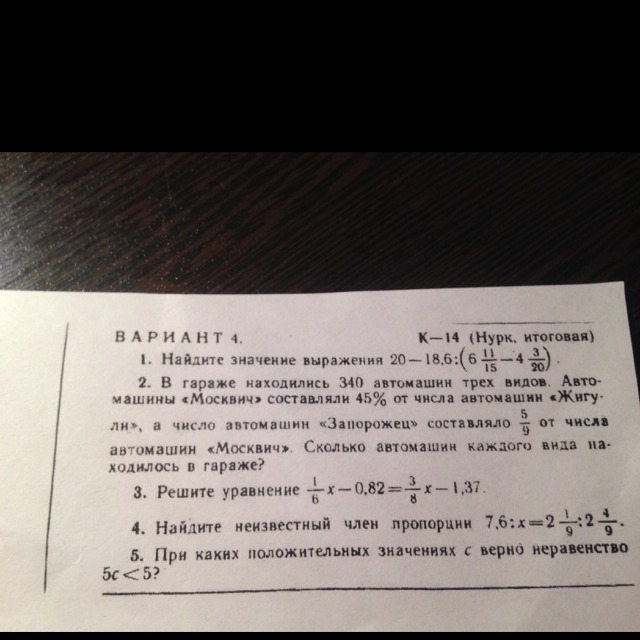 ВАРИАНТ 4. К—14 (Нурк, итоговая)
1. Найдите значение выражения 20—18,6:(6 11/15 — 4 3/20).
2. В гараже находились 340 автомашин трех видов. Авто-
машины «Москвич» составляли 45% от числа автомашин «Жигу-
ли», а число автомашин «Запорожец» составляло 5/9 от числа
автомашин «Москвич». Сколько автомашин каждого вида на-
ходилось в гараже?
3. Решите уравнение 1/6 x—0,82=3/8 x—1,37.
4. Найдите неизвестный член пропорции 7,6:x=2 1/9:2 4/9.
5. При каких положительных значениях c верно неравенство
5c<5?